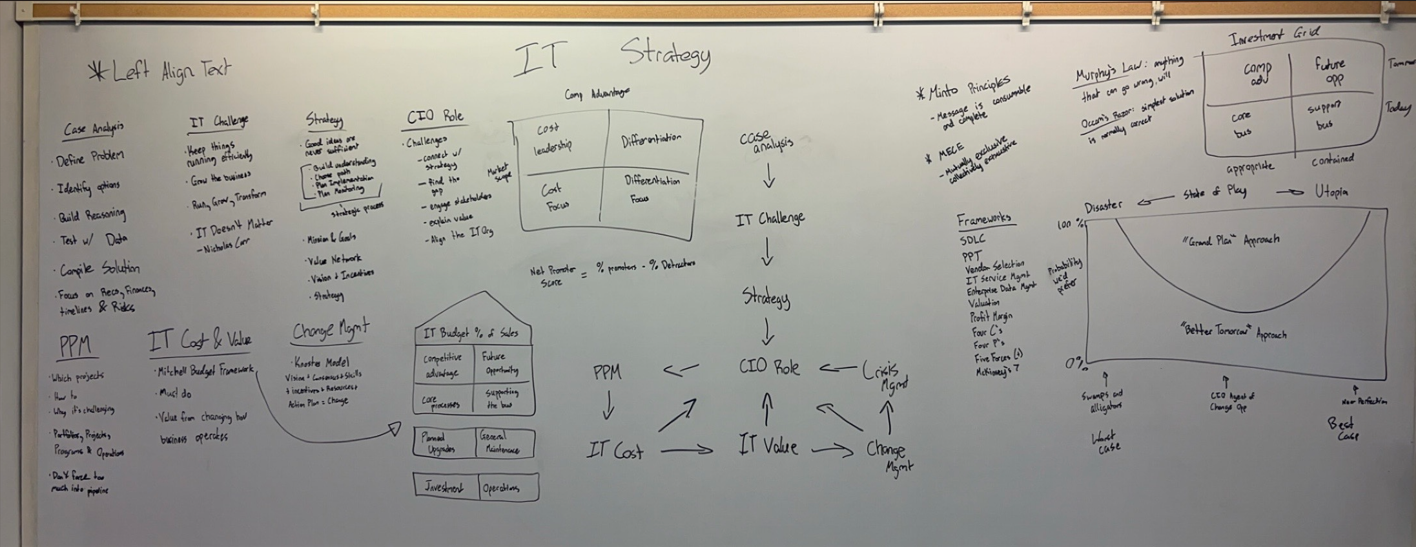 IT Strategy
* Left Align Text
Case Analysis
· Define Problem
· Identify options
· Build Reasoning
· Test w/ Data
· Compile Solution
· Focus on Reco, Finances,
timelines & Risks
IT Challenge
· Keep things
running efficiently
· Grow the business
· Run, Grow, Transform
· IT Doesn't Matter
- Nicholas Carr
Strategy
· Good ideas are
never sufficient
· Build understanding
· Choose path
· Plan Implementation
· Plan Monitoring
strategic process
· Mission & Goals
· Value Network
· Vision + Incentives
· Strategy
CIO Role
· Challenges
- connect w/
strategy
- find the
gap
- engage stakeholders
- explain value
- Align the IT Org
Comp Advantage
Market
scope
Cost
leadership
Differentiation
Cost
Focus
Differentiation
Focus
Net Promoter
Score = % promoters - % Detractors
PPM
· Which projects
· How to
· Why it's challenging
· Portfolios, Projects,
Programs & Operations
· Don't force too
much into pipeline
IT Cost & Value
· Mitchell Budget Framework
· Must do
· Value from changing how
business operates
Change Mgmt
· Knoster Model
Vision + Consensus + Skills
+ incentives + Resources +
Action Plan = Change
IT Budget % of Sales
Competitive
advantage
Future
Opportunity
Core
processes
Supporting
the bus
Planned
Upgrades
General
Maintenance
Investment
Operations
case
analysis
IT Challenge
Strategy
CIO Role
PPM
Crisis
Mgmt
IT Cost
IT Value
Change
Mgmt
* Minto Principles
- Message is consumable
and complete
* MECE
- Mutually exclusive
collectively exhaustive
Murphy's Law: anything
that can go wrong, will
Occam's Razor: simplest solution
is normally correct
Investment Grid
comp
adv
future
opp
core
bus
support
bus
Today
appropriate
contained
Frameworks
SDLC
PPT
Vendor Selection
IT Service Mgmt
Enterprise Data Mgmt
Valuation
Profit Margin
Four C's
Four P's
Five Forces (6)
McKinsey's 7
Disaster
State of Play
Utopia
100%
Probability
we'd
prefer
0%
"Grand Plan" Approach
"Better Tomorrow" Approach
Swamps and
alligators
CIO Agent of
Change Opp
Near Perfection
Worst
case
Best
Case